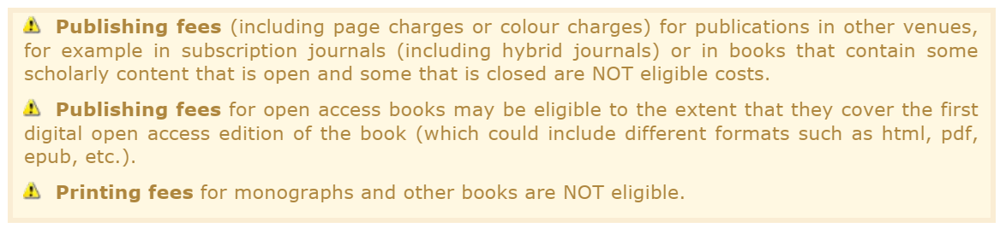 Publishing fees (including page charges or colour charges) for publications in other venues,
for example in subscription journals (including hybrid journals) or in books that contain some
scholarly content that is open and some that is closed are NOT eligible costs.
Publishing fees for open access books may be eligible to the extent that they cover the first
digital open access edition of the book (which could include different formats such as html, pdf,
epub, etc.).
Printing fees for monographs and other books are NOT eligible.